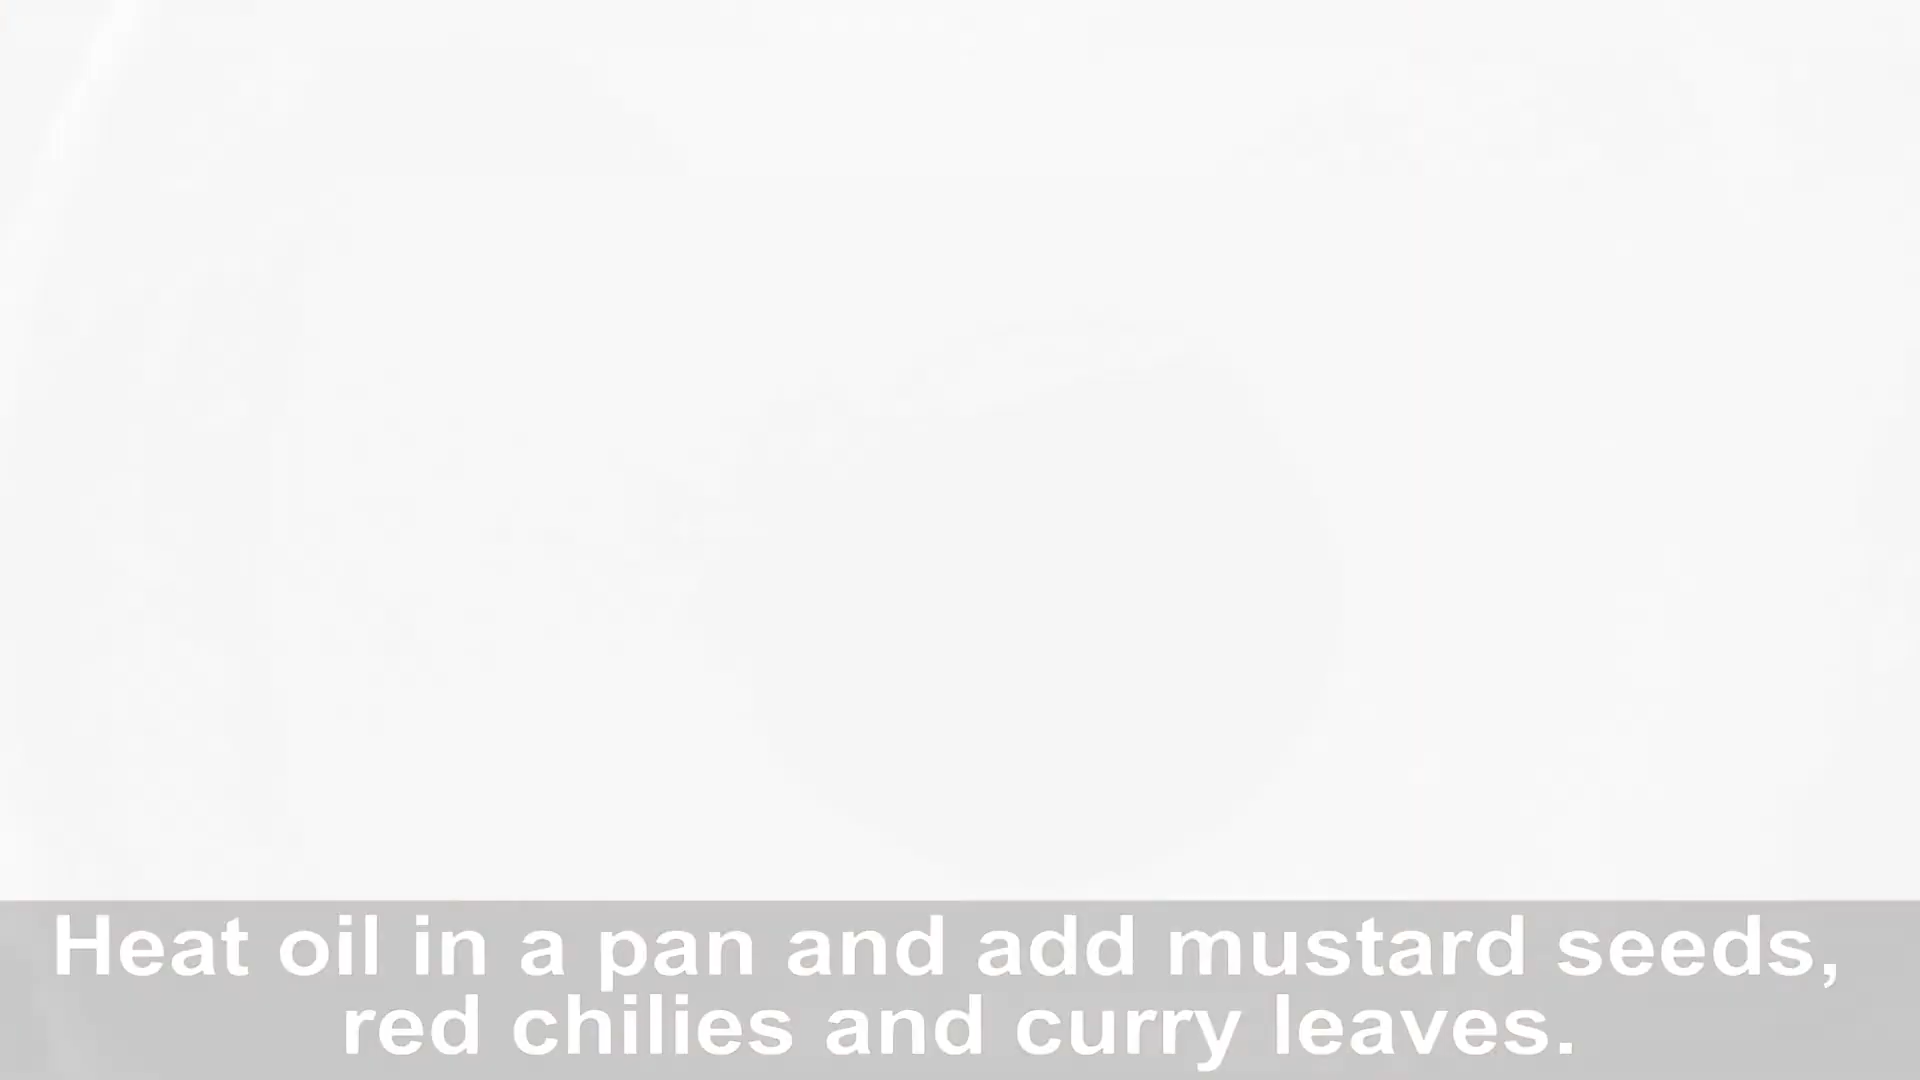 Heat oil in a pan and add mustard seeds,
red chilies and curry leaves.